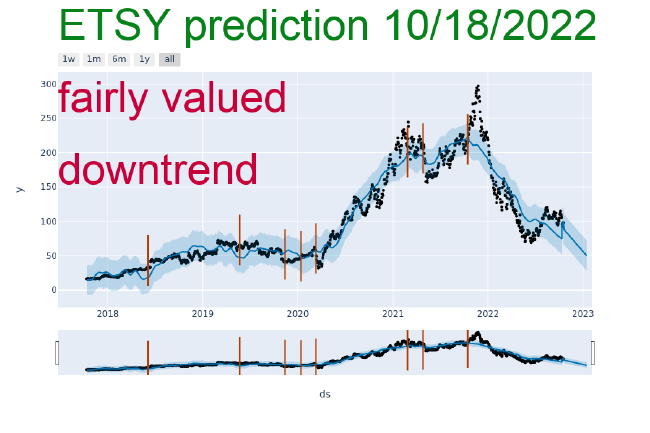 ETSY prediction 10/18/2022
1w 1m 6m 1y all
300
fairly valued
250
200
downtrend
150
y
100
50
0
2018 2019 2020 2021 2022 2023
ds